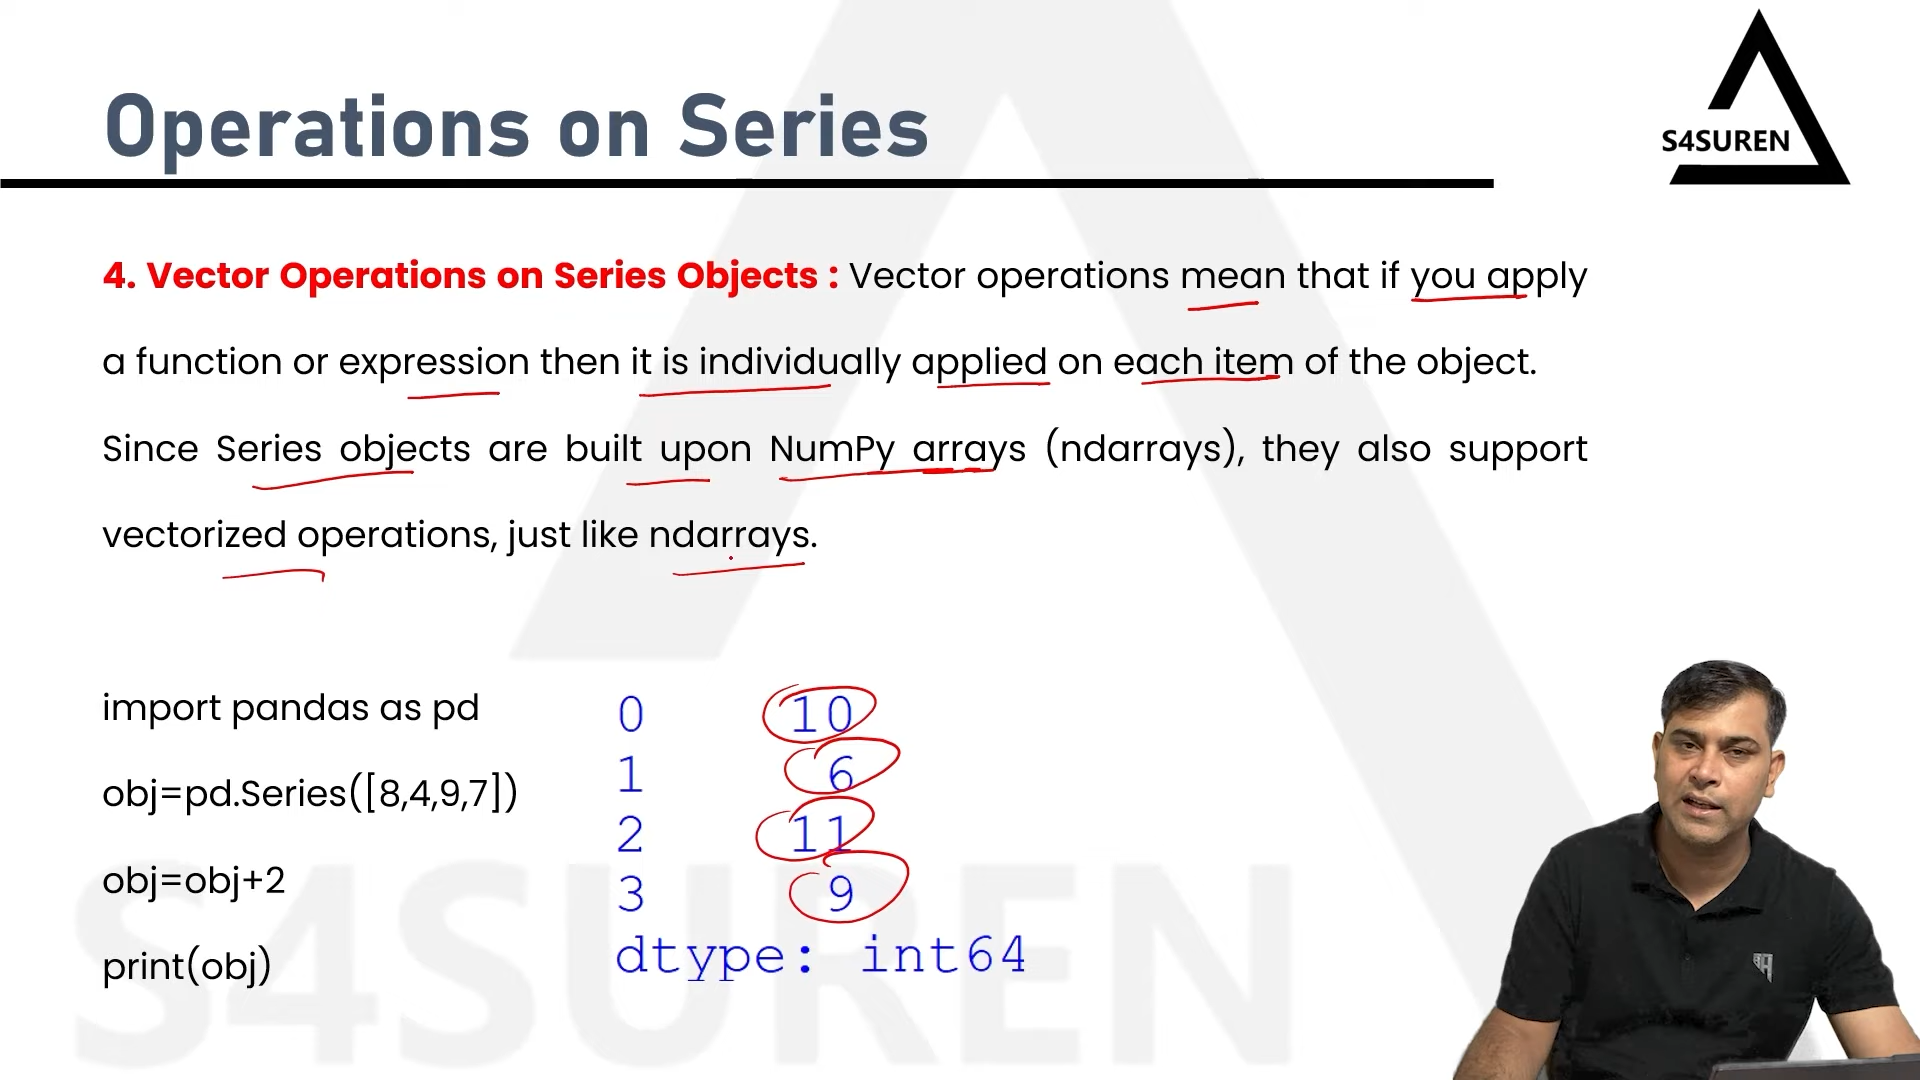 Operations on Series
S4SUREN
4. Vector Operations on Series Objects : Vector operations mean that if you apply
a function or expression then it is individually applied on each item of the object.
Since Series objects are built upon NumPy arrays (ndarrays), they also support
vectorized operations, just like ndarrays.
import pandas as pd
obj=pd.Series([8,4,9,7])
obj=obj+2
print(obj)
0 10
1 6
2 11
3 9
dtype: int64
S4SUREN